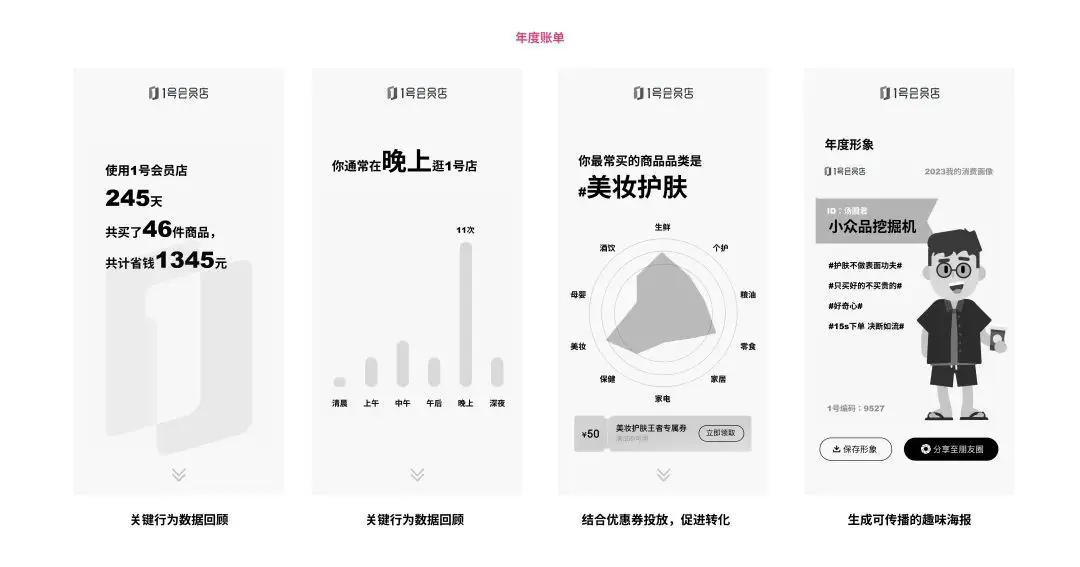 年度账单
1号会员店
使用1号会员店
245天
共买了46件商品，
共计省钱1345元
关键行为数据回顾
1号会员店
你通常在晚上逛1号店
11次
清晨 上午 中午 午后 晚上 深夜
关键行为数据回顾
1号会员店
你最常买的商品品类是
#美妆护肤
生鲜
酒饮 个护
母婴 粮油
美妆 零食
保健 家居
家电
¥50
美妆护肤王者专属券
立即领取
结合优惠券投放，促进转化
1号会员店
年度形象
1号会员店 2023我的消费画像
ID：汤圆君
小众品挖掘机
#护肤不做表面功夫#
#只买好的不买贵的#
#好奇心#
#15s下单 决断如流#
1号编码：9527
保存形象 分享至朋友圈
生成可传播的趣味海报